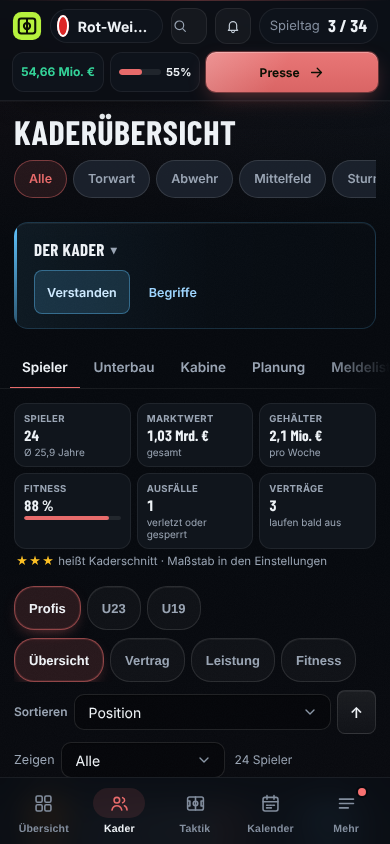 Rot-Wei...
Spieltag 3 / 34
54,66 Mio. €
55%
Presse →
KADERÜBERSICHT
Alle
Torwart
Abwehr
Mittelfeld
DER KADER ▾
Verstanden
Begriffe
Spieler
Unterbau
Kabine
Planung
SPIELER
24
Ø 25,9 Jahre
MARKTWERT
1,03 Mrd. €
gesamt
GEHÄLTER
2,1 Mio. €
pro Woche
FITNESS
88 %
AUSFÄLLE
1
verletzt oder
gesperrt
VERTRÄGE
3
laufen bald aus
★★★ heißt Kaderschnitt · Maßstab in den Einstellungen
Profis
U23
U19
Übersicht
Vertrag
Leistung
Fitness
Sortieren
Position
↑
Zeigen
Alle
24 Spieler
Übersicht
Kader
Taktik
Kalender
Mehr